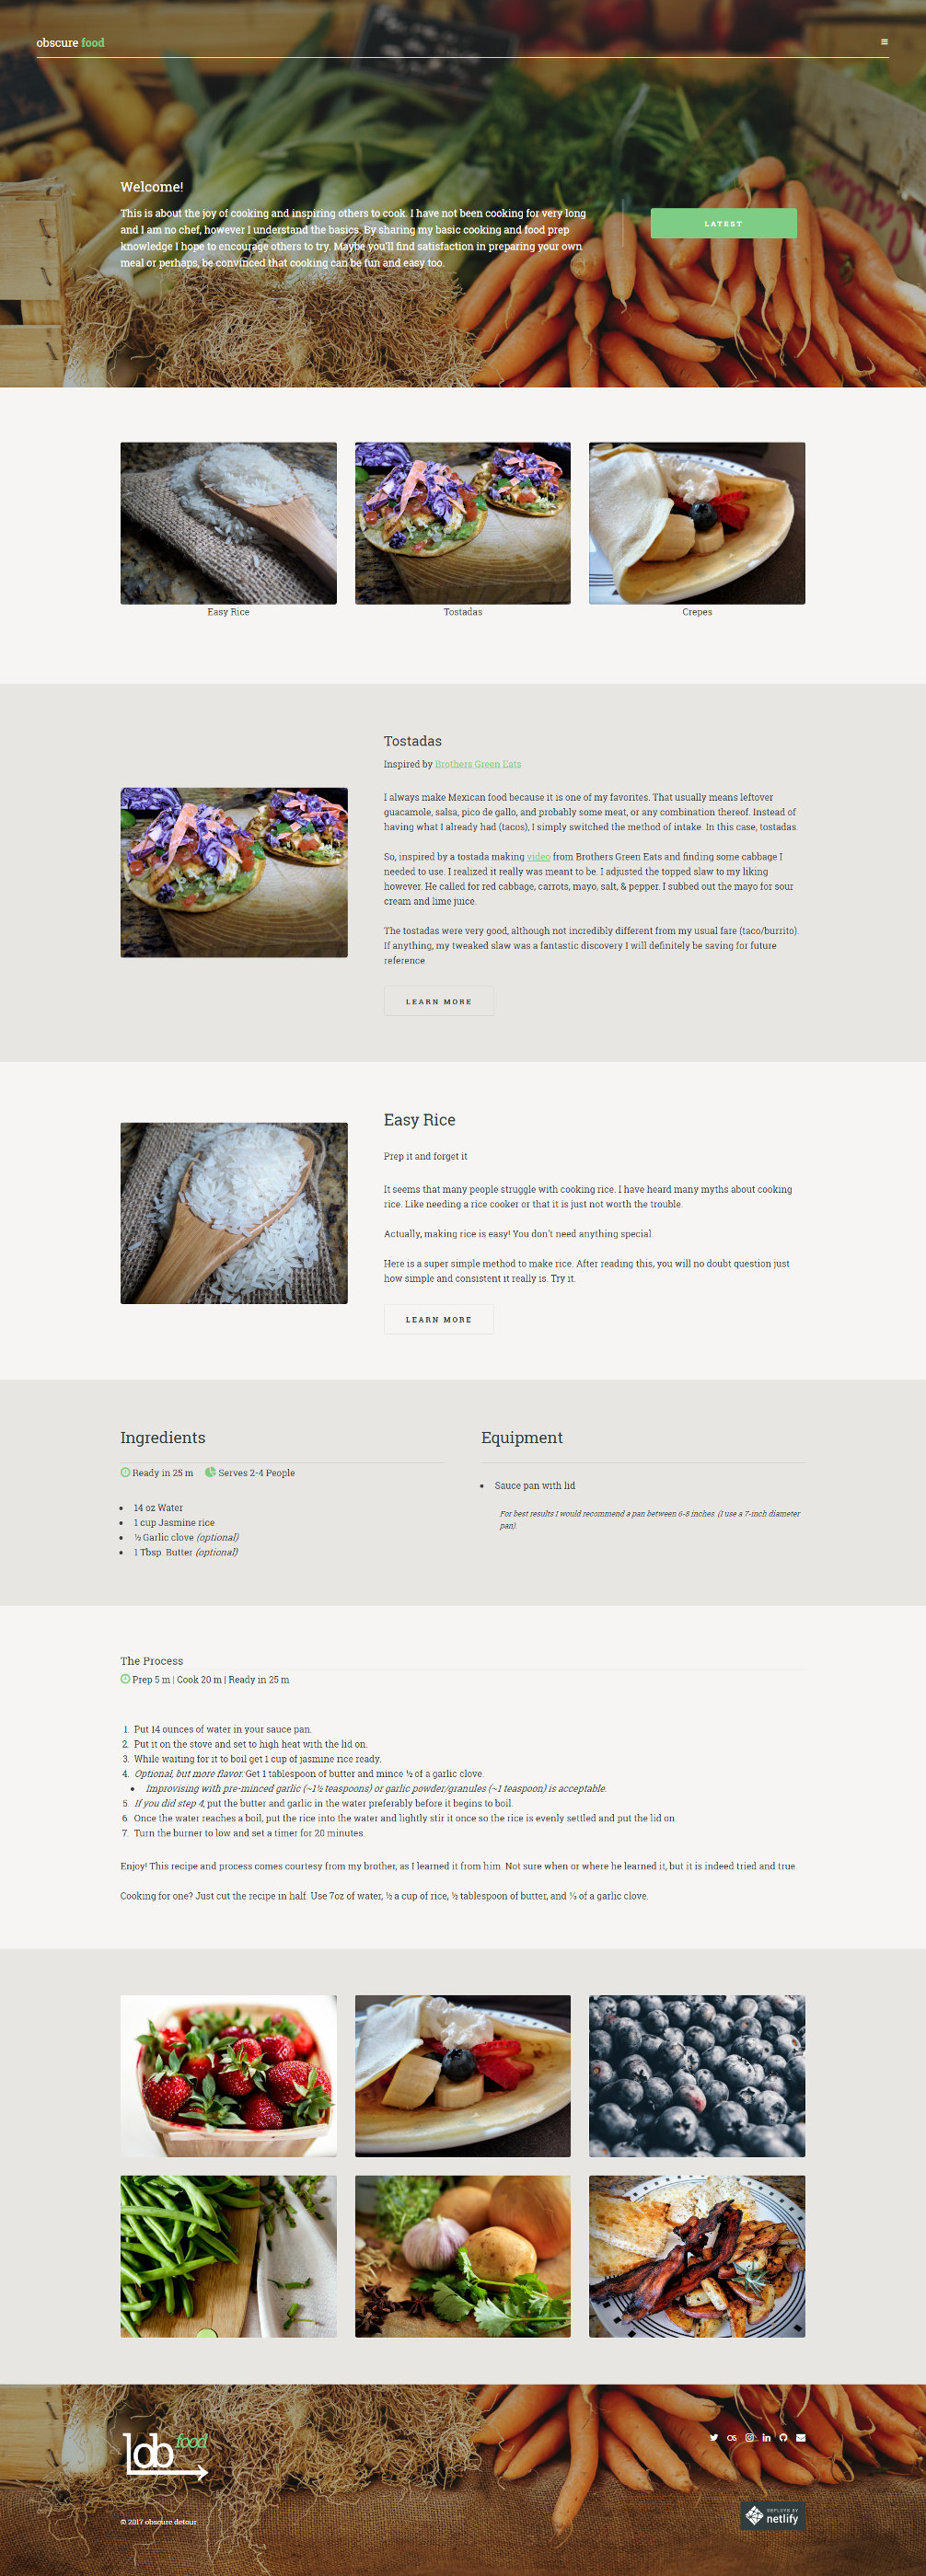 obscure food
Welcome!
This is about the joy of cooking and inspiring others to cook. I have not been cooking for very long
and I am no chef, however I understand the basics. By sharing my basic cooking and food prep
knowledge I hope to encourage others to try. Maybe you'll find satisfaction in preparing your own
meal or perhaps, be convinced that cooking can be fun and easy too.
LATEST
Easy Rice
Tostadas
Crepes
Tostadas
Inspired by Brothers Green Eats
I always make Mexican food because it is one of my favorites. That usually means leftover
guacamole, salsa, pico de gallo, and probably some meat, or any combination thereof. Instead of
having what I already had (tacos), I simply switched the method of intake. In this case, tostadas.
So, inspired by a tostada making video from Brothers Green Eats and finding some cabbage I
needed to use. I realized it really was meant to be. I adjusted the topped slaw to my liking
however. He called for red cabbage, carrots, mayo, salt, & pepper. I subbed out the mayo for sour
cream and lime juice.
The tostadas were very good, although not incredibly different from my usual fare (taco/burrito).
If anything, my tweaked slaw was a fantastic discovery I will definitely be saving for future
reference.
LEARN MORE
Easy Rice
Prep it and forget it
It seems that many people struggle with cooking rice. I have heard many myths about cooking
rice. Like needing a rice cooker or that it is just not worth the trouble.
Actually, making rice is easy! You don't need anything special.
Here is a super simple method to make rice. After reading this, you will no doubt question just
how simple and consistent it really is. Try it.
LEARN MORE
Ingredients
Ready in 25 m Serves 2-4 People
• 14 oz Water
• 1 cup Jasmine rice
• ½ Garlic clove (optional)
• 1 Tbsp. Butter (optional)
Equipment
• Sauce pan with lid
For best results I would recommend a pan between 6-8 inches. (I use a 7-inch diameter
pan).
The Process
Prep 5 m | Cook 20 m | Ready in 25 m
1. Put 14 ounces of water in your sauce pan.
2. Put it on the stove and set to high heat with the lid on.
3. While waiting for it to boil get 1 cup of jasmine rice ready.
4. Optional, but more flavor: Get 1 tablespoon of butter and mince ½ of a garlic clove.
• Improvising with pre-minced garlic (~1½ teaspoons) or garlic powder/granules (~1 teaspoon) is acceptable.
5. If you did step 4, put the butter and garlic in the water preferably before it begins to boil.
6. Once the water reaches a boil, put the rice into the water and lightly stir it once so the rice is evenly settled and put the lid on.
7. Turn the burner to low and set a timer for 20 minutes.
Enjoy! This recipe and process comes courtesy from my brother, as I learned it from him. Not sure when or where he learned it, but it is indeed tried and true.
Cooking for one? Just cut the recipe in half. Use 7oz of water, ½ a cup of rice, ½ tablespoon of butter, and ⅓ of a garlic clove.
food
© 2017 obscure detour
DEPLOYS BY
netlify